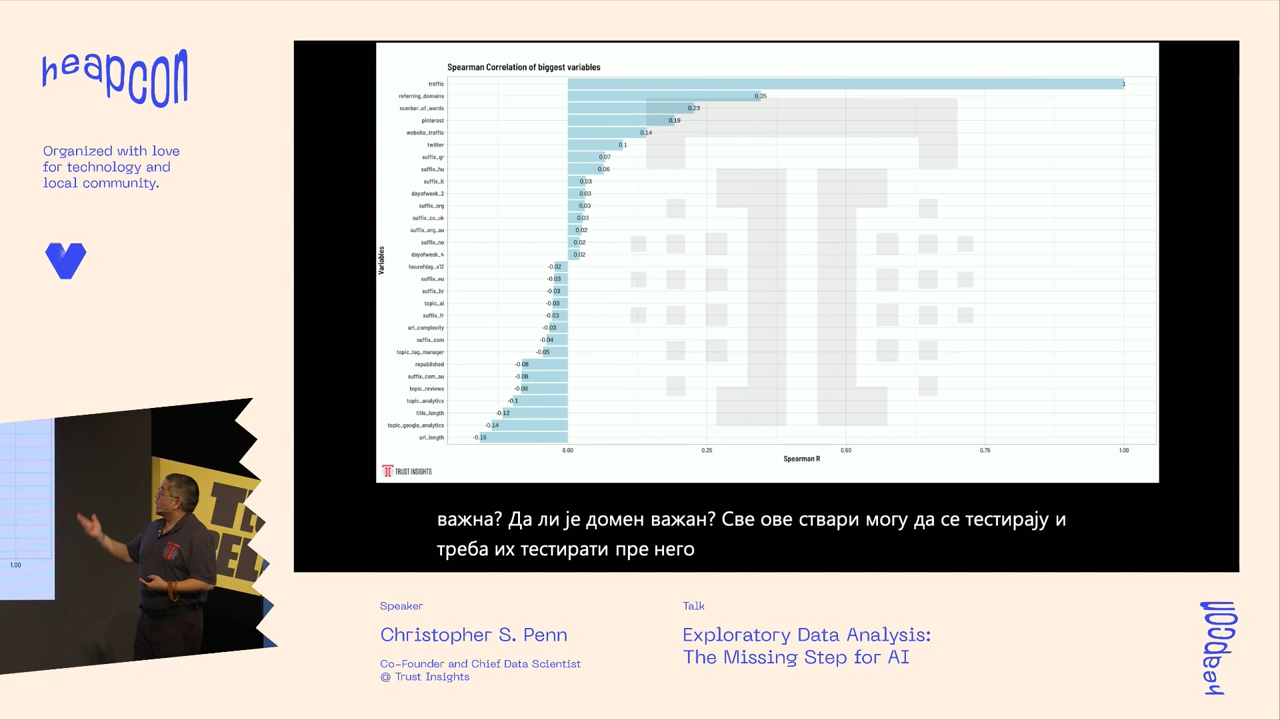 heapcon
Organized with love
for technology and
local community.
Spearman Correlation of biggest variables
Variables
traffic 1
referring_domains 0.35
number_of_words 0.23
pinterest 0.19
website_traffic 0.14
twitter 0.1
suffix_gr 0.07
suffix_hu 0.06
suffix_it 0.03
dayofweek_2 0.03
suffix_org 0.03
suffix_co_uk 0.03
suffix_org_au 0.02
suffix_no 0.02
dayofweek_4 0.02
hourofday_x12 -0.02
suffix_eu -0.03
suffix_hr -0.03
topic_ai -0.03
suffix_fr -0.03
url_complexity -0.03
suffix_com -0.04
topic_tag_manager -0.05
republished -0.08
suffix_com_au -0.08
topic_reviews -0.08
topic_analytics -0.1
title_length -0.12
topic_google_analytics -0.14
url_length -0.16
0.00 0.25 0.50 0.75 1.00
Spearman R
TRUST INSIGHTS
важна? Да ли је домен важан? Све ове ствари могу да се тестирају и
треба их тестирати пре него
1.00
Speaker
Christopher S. Penn
Co-Founder and Chief Data Scientist
@ Trust Insights
Talk
Exploratory Data Analysis:
The Missing Step for AI
heapcon